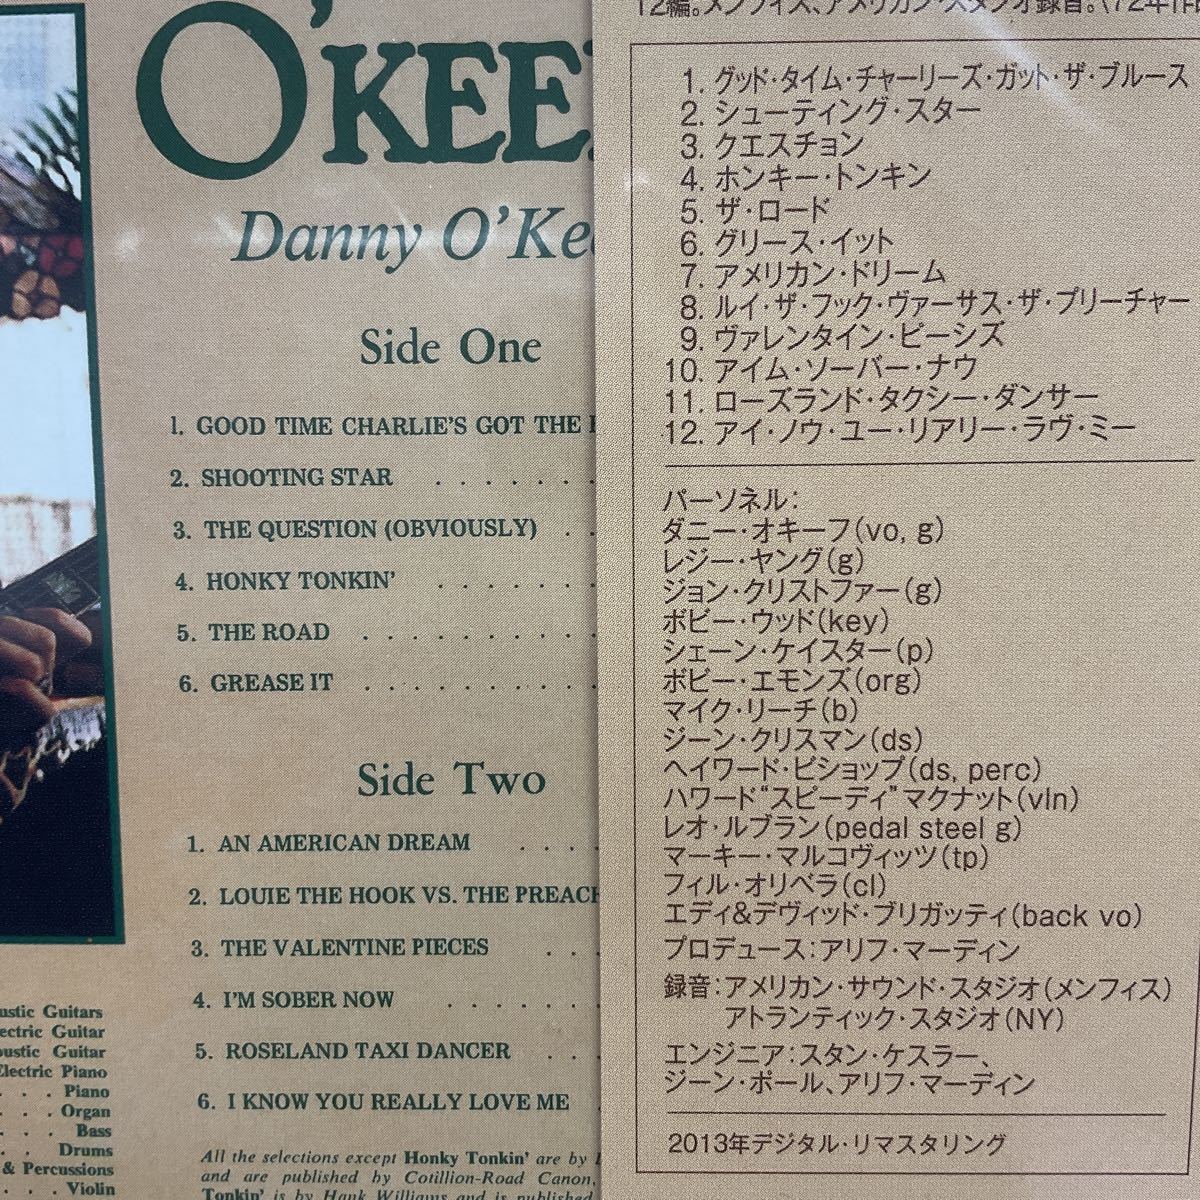 O'KEE
Danny O'Kee
Side One
1. GOOD TIME CHARLIE'S GOT THE
2. SHOOTING STAR . . . . . .
3. THE QUESTION (OBVIOUSLY) . .
4. HONKY TONKIN' . . . . . . .
5. THE ROAD . . . . . . . . .
6. GREASE IT . . . . . . . . .
Side Two
1. AN AMERICAN DREAM . . . .
2. LOUIE THE HOOK VS. THE PREACH
3. THE VALENTINE PIECES . . .
4. I'M SOBER NOW . . . . . .
5. ROSELAND TAXI DANCER . . .
6. I KNOW YOU REALLY LOVE ME .
All the selections except Honky Tonkin' are by
and are published by Cotillion-Road Canon,
Tonkin' is by Hank Williams and is published
ustic Guitars
ectric Guitar
oustic Guitar
Electric Piano
. . . Piano
. . . Organ
. . . Bass
. . Drums
& Percussions
. . . Violin
12編。メンフィス、アメリカン・スタジオ録音。(72年作品
1. グッド・タイム・チャーリーズ・ガット・ザ・ブルース
2. シューティング・スター
3. クエスチョン
4. ホンキー・トンキン
5. ザ・ロード
6. グリース・イット
7. アメリカン・ドリーム
8. ルイ・ザ・フック・ヴァーサス・ザ・プリーチャー
9. ヴァレンタイン・ピーシズ
10. アイム・ソーバー・ナウ
11. ローズランド・タクシー・ダンサー
12. アイ・ノウ・ユー・リアリー・ラヴ・ミー
パーソネル:
ダニー・オキーフ(vo, g)
レジー・ヤング(g)
ジョン・クリストファー(g)
ボビー・ウッド(key)
シェーン・ケイスター(p)
ボビー・エモンズ(org)
マイク・リーチ(b)
ジーン・クリスマン(ds)
ヘイワード・ビショップ(ds, perc)
ハワード“スピーディ”マクナット(vln)
レオ・ルブラン(pedal steel g)
マーキー・マルコヴィッツ(tp)
フィル・オリベラ(cl)
エディ&デヴィッド・ブリガッティ(back vo)
プロデュース:アリフ・マーディン
録音:アメリカン・サウンド・スタジオ(メンフィス)
アトランティック・スタジオ(NY)
エンジニア:スタン・ケスラー、
ジーン・ポール、アリフ・マーディン
2013年デジタル・リマスタリング